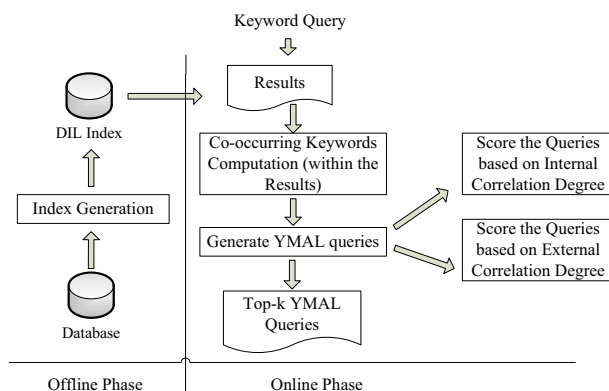 Keyword Query
Results
DIL Index
Co-occurring Keywords
Computation (within the
Results)
Score the Queries
based on Internal
Correlation Degree
Index Generation
Generate YMAL queries
Score the Queries
based on External
Correlation Degree
Database
Top-k YMAL
Queries
Offline Phase
Online Phase